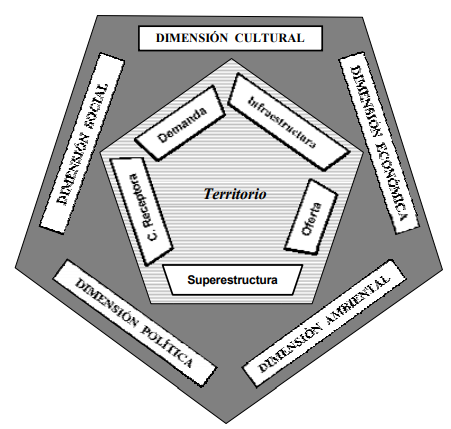 DIMENSIÓN CULTURAL
DIMENSIÓN SOCIAL
DIMENSIÓN ECONÓMICA
Demanda
Infraestructura
C. Receptora
Territorio
Oferta
Superestructura
DIMENSIÓN POLÍTICA
DIMENSIÓN AMBIENTAL